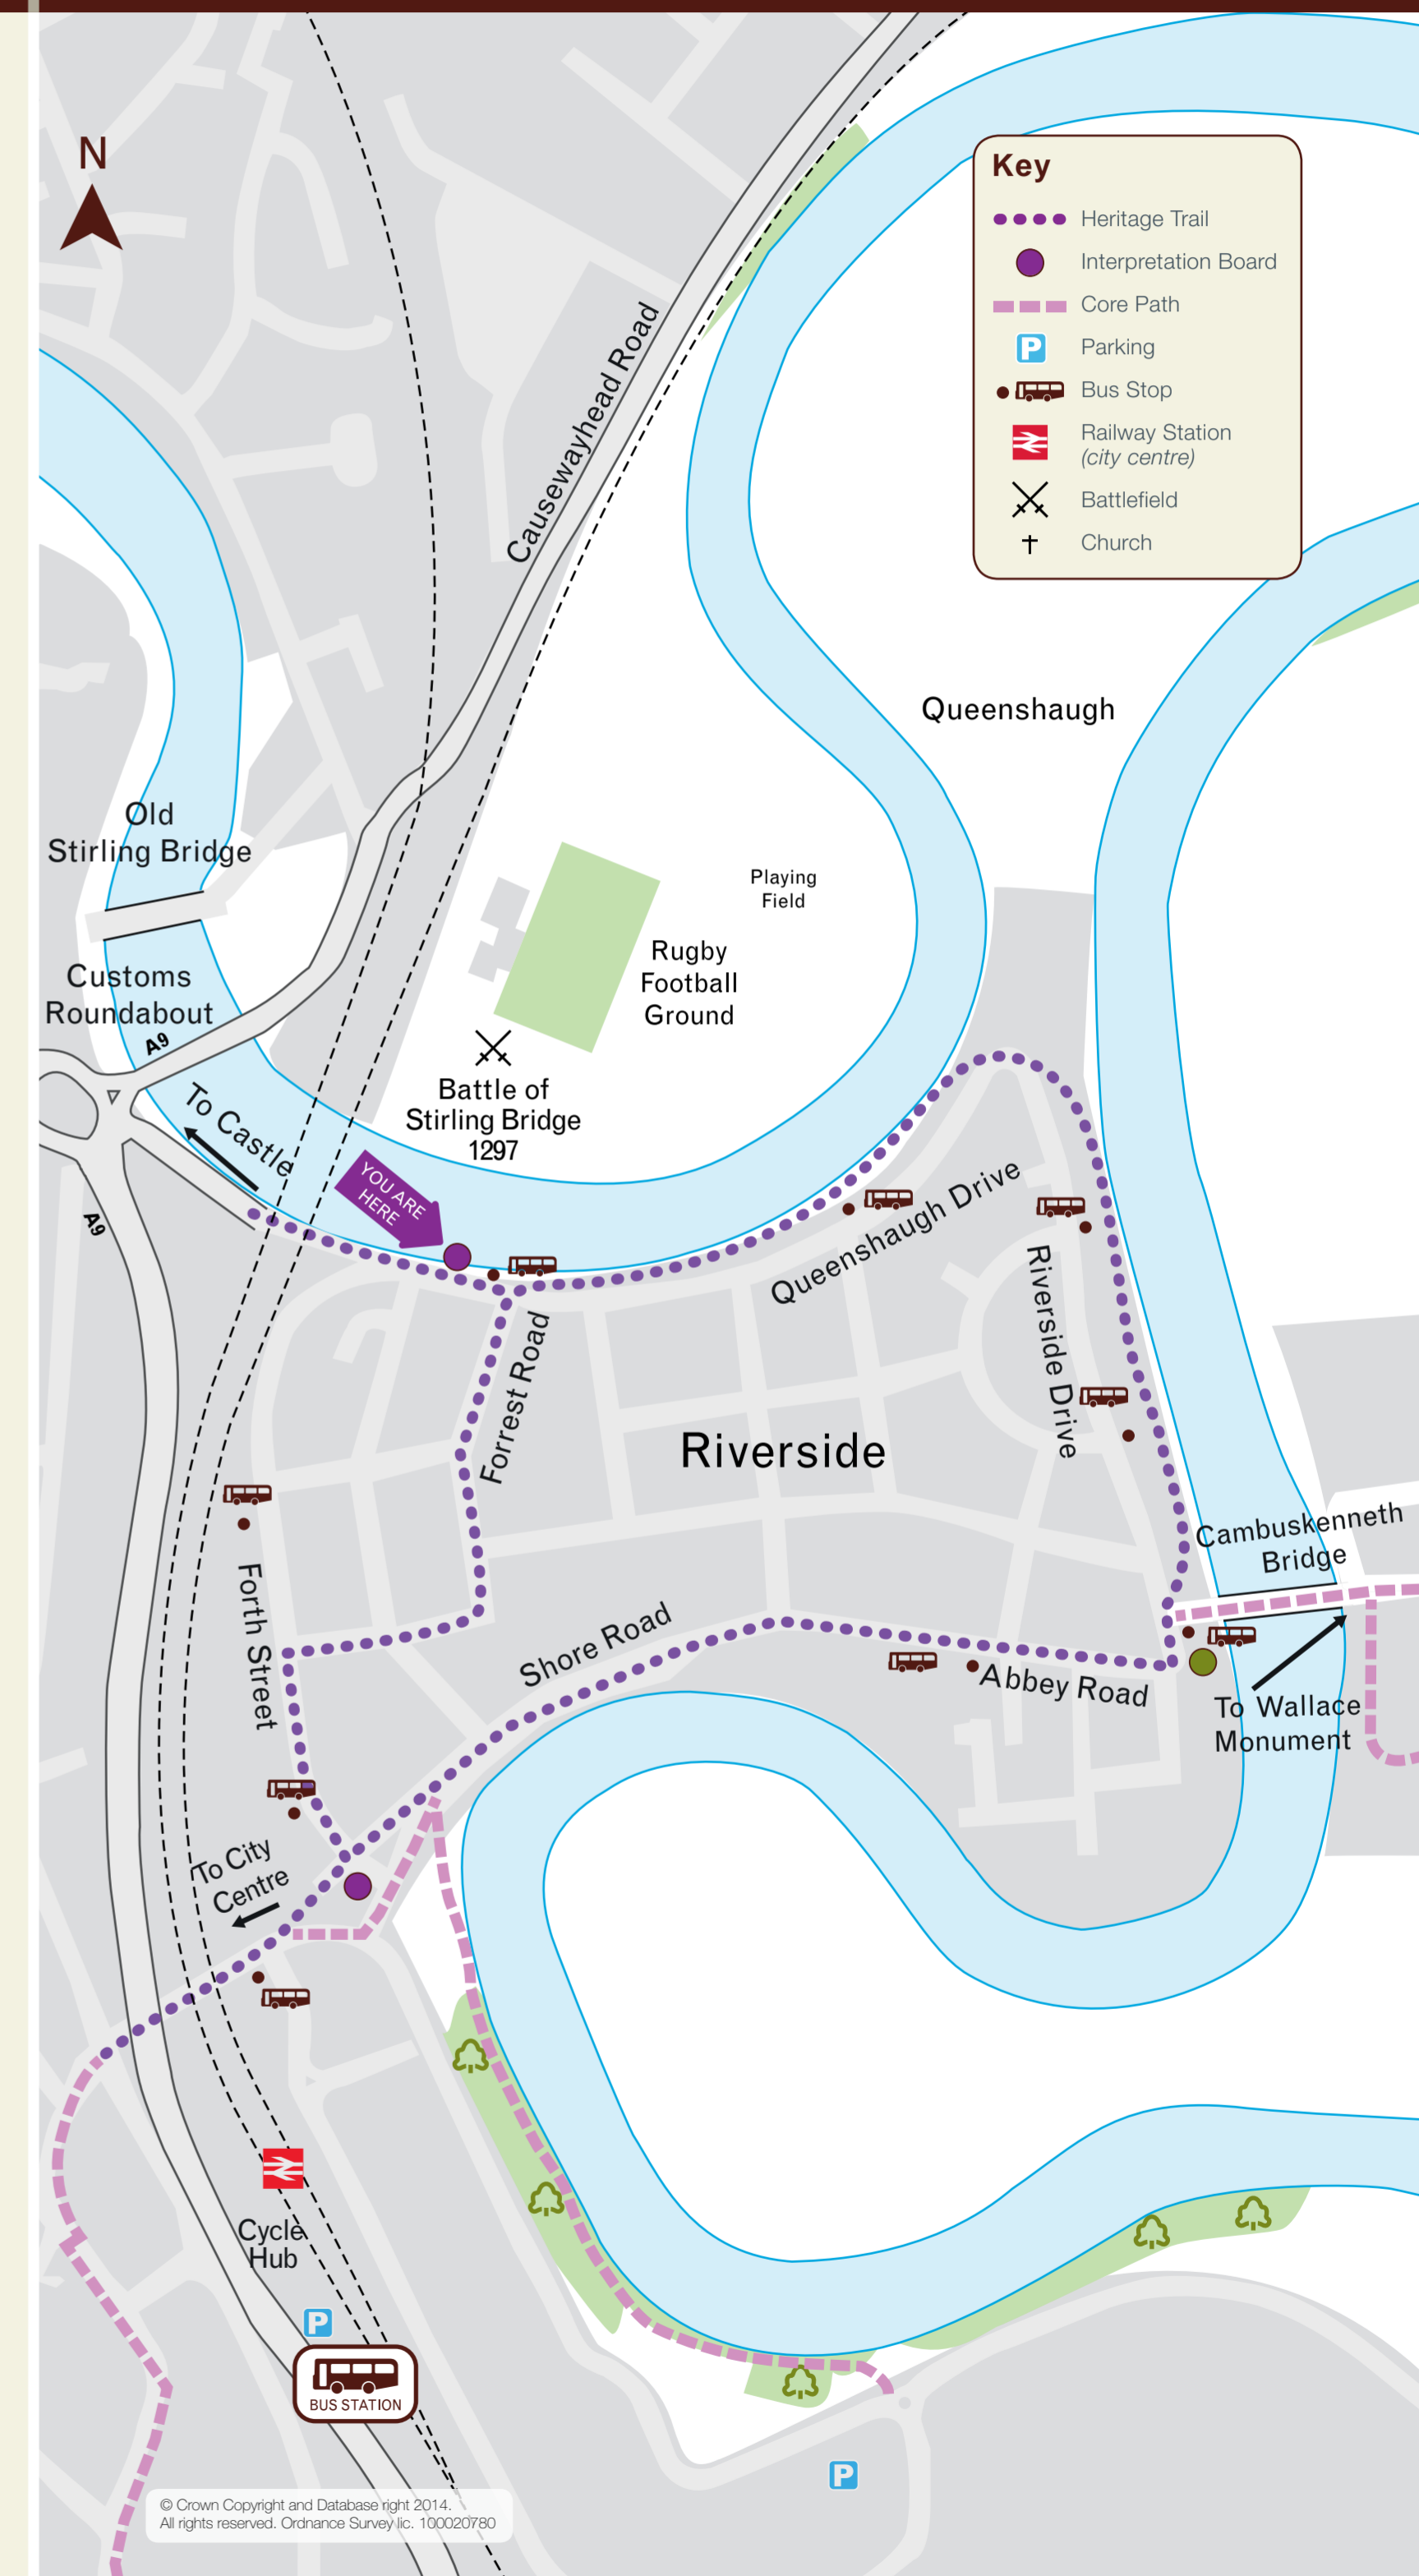 N
Key
Heritage Trail
Interpretation Board
Core Path
P
Parking
Bus Stop
Railway Station
(city centre)
Battlefield
Church
Causewayhead Road
Queenshaugh
Old
Stirling Bridge
Playing
Field
Rugby
Football
Ground
Customs
Roundabout
A9
Battle of
Stirling Bridge
1297
To Castle
YOU ARE
HERE
A9
Queenshaugh Drive
Riverside Drive
Forrest Road
Riverside
Cambuskenneth
Bridge
Forth Street
Shore Road
Abbey Road
To Wallace
Monument
To City
Centre
Cycle
Hub
P
BUS STATION
P
© Crown Copyright and Database right 2014.
All rights reserved. Ordnance Survey lic. 100020780